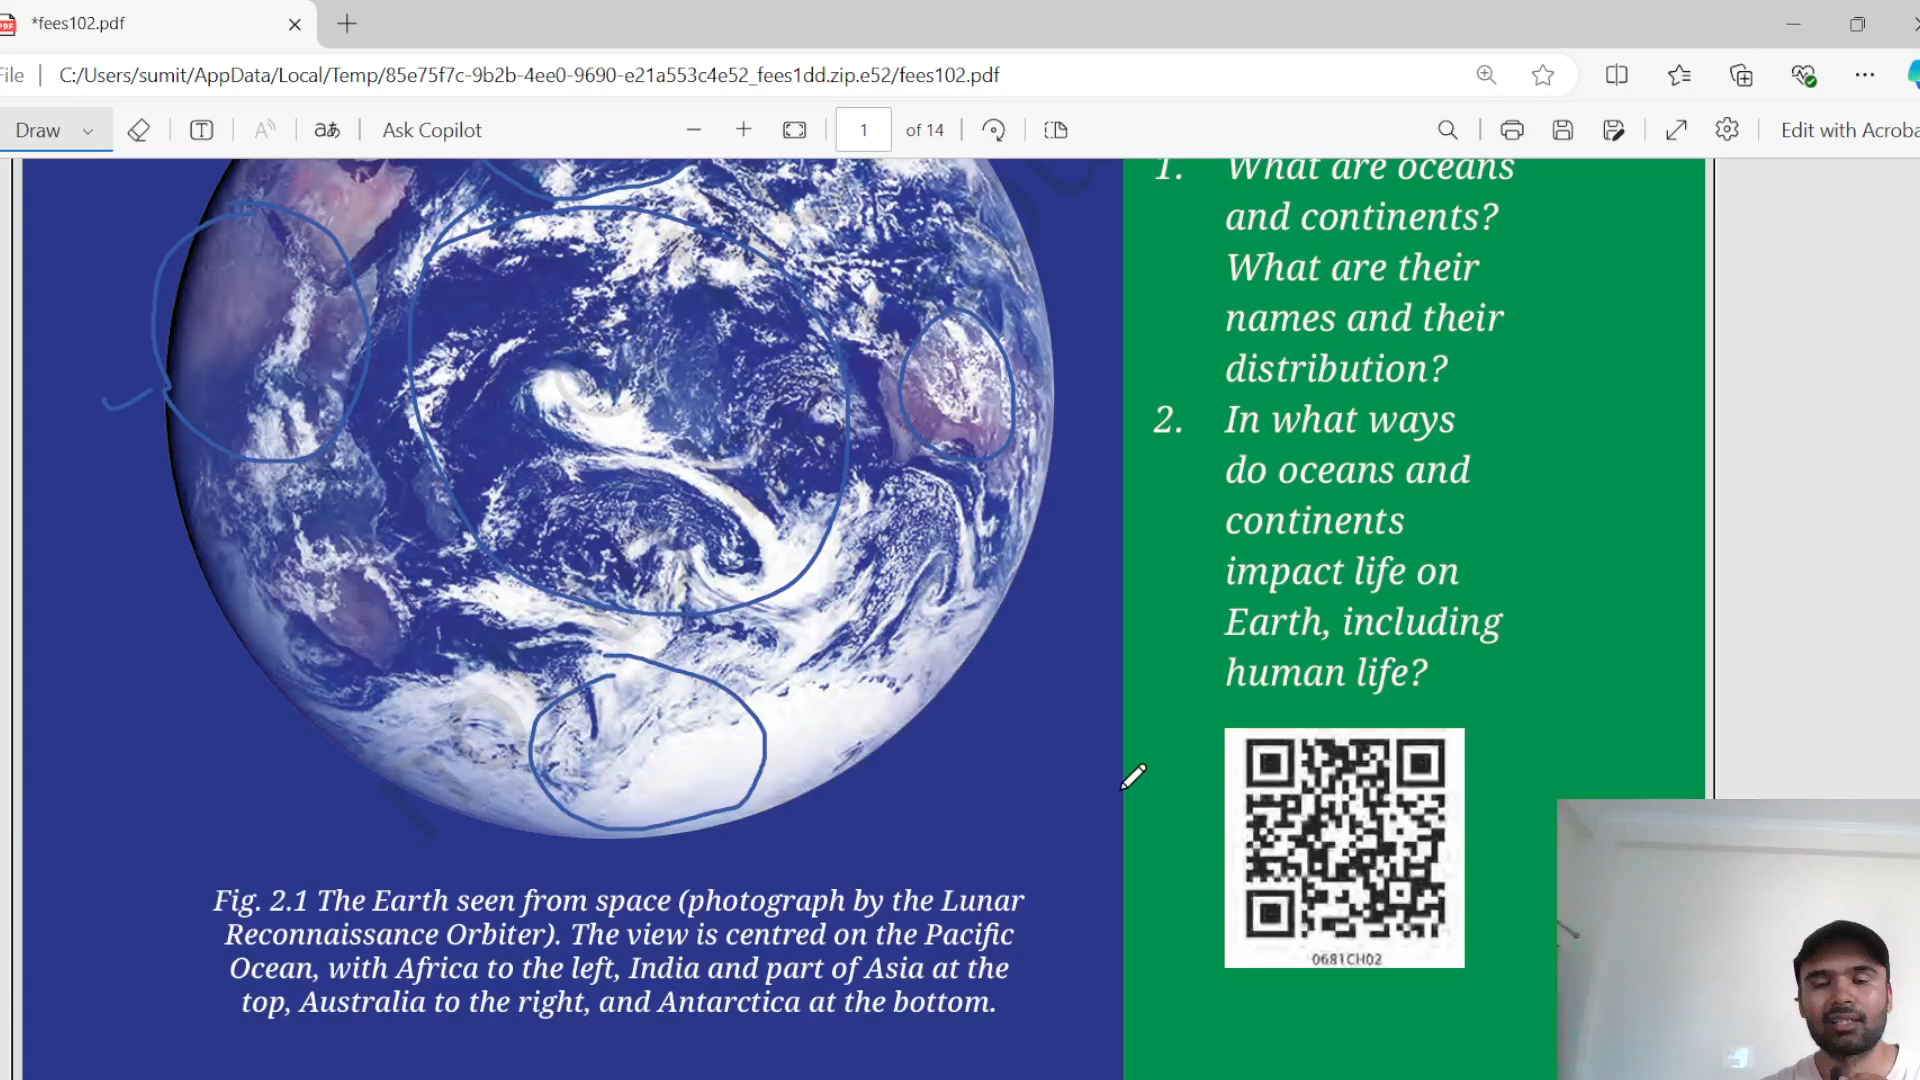 *fees102.pdf
File
C:/Users/sumit/AppData/Local/Temp/85e75f7c-9b2b-4ee0-9690-e21a553c4e52_fees1dd.zip.e52/fees102.pdf
Draw
aあ
Ask Copilot
1
of 14
Edit with Acroba
1. What are oceans
and continents?
What are their
names and their
distribution?
2. In what ways
do oceans and
continents
impact life on
Earth, including
human life?
0681CH02
Fig. 2.1 The Earth seen from space (photograph by the Lunar
Reconnaissance Orbiter). The view is centred on the Pacific
Ocean, with Africa to the left, India and part of Asia at the
top, Australia to the right, and Antarctica at the bottom.